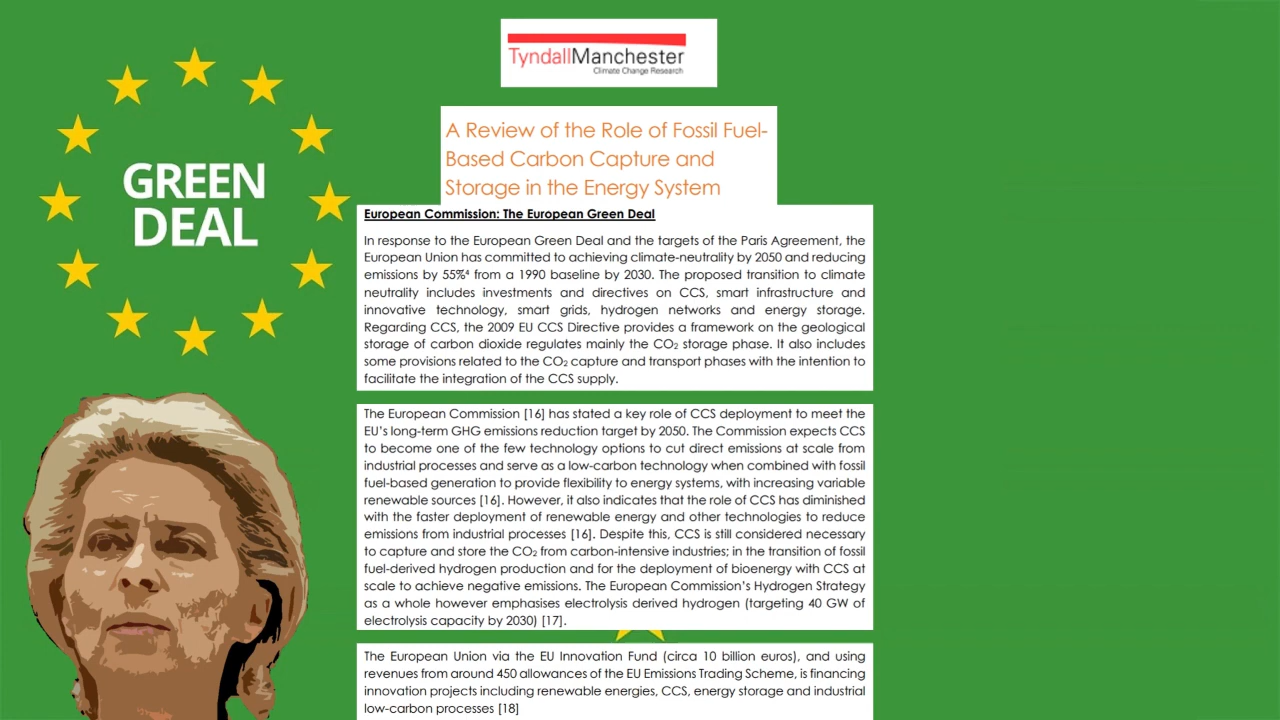 TyndallManchester
Climate Change Research
GREEN
DEAL
A Review of the Role of Fossil Fuel-
Based Carbon Capture and
Storage in the Energy System
European Commission: The European Green Deal
In response to the European Green Deal and the targets of the Paris Agreement, the
European Union has committed to achieving climate-neutrality by 2050 and reducing
emissions by 55%⁴ from a 1990 baseline by 2030. The proposed transition to climate
neutrality includes investments and directives on CCS, smart infrastructure and
innovative technology, smart grids, hydrogen networks and energy storage.
Regarding CCS, the 2009 EU CCS Directive provides a framework on the geological
storage of carbon dioxide regulates mainly the CO₂ storage phase. It also includes
some provisions related to the CO₂ capture and transport phases with the intention to
facilitate the integration of the CCS supply.
The European Commission [16] has stated a key role of CCS deployment to meet the
EU's long-term GHG emissions reduction target by 2050. The Commission expects CCS
to become one of the few technology options to cut direct emissions at scale from
industrial processes and serve as a low-carbon technology when combined with fossil
fuel-based generation to provide flexibility to energy systems, with increasing variable
renewable sources [16]. However, it also indicates that the role of CCS has diminished
with the faster deployment of renewable energy and other technologies to reduce
emissions from industrial processes [16]. Despite this, CCS is still considered necessary
to capture and store the CO₂ from carbon-intensive industries; in the transition of fossil
fuel-derived hydrogen production and for the deployment of bioenergy with CCS at
scale to achieve negative emissions. The European Commission's Hydrogen Strategy
as a whole however emphasises electrolysis derived hydrogen (targeting 40 GW of
electrolysis capacity by 2030) [17].
The European Union via the EU Innovation Fund (circa 10 billion euros), and using
revenues from around 450 allowances of the EU Emissions Trading Scheme, is financing
innovation projects including renewable energies, CCS, energy storage and industrial
low-carbon processes [18]